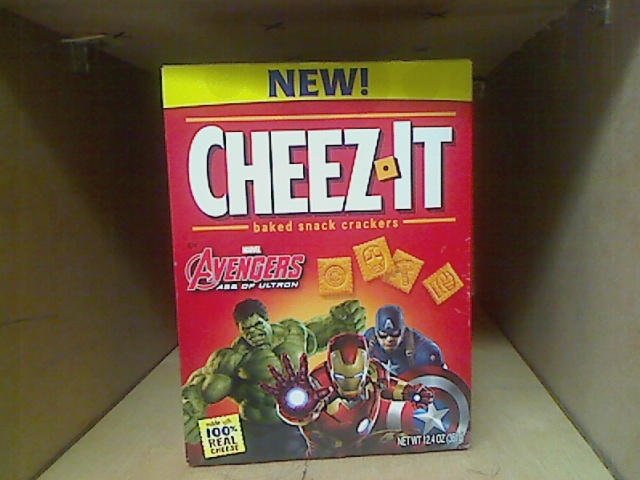 NEW!
CHEEZ-IT
baked snack crackers
MARVEL
AVENGERS
AGE OF ULTRON
made with
100%
REAL
CHEESE
NET WT 12.4 OZ